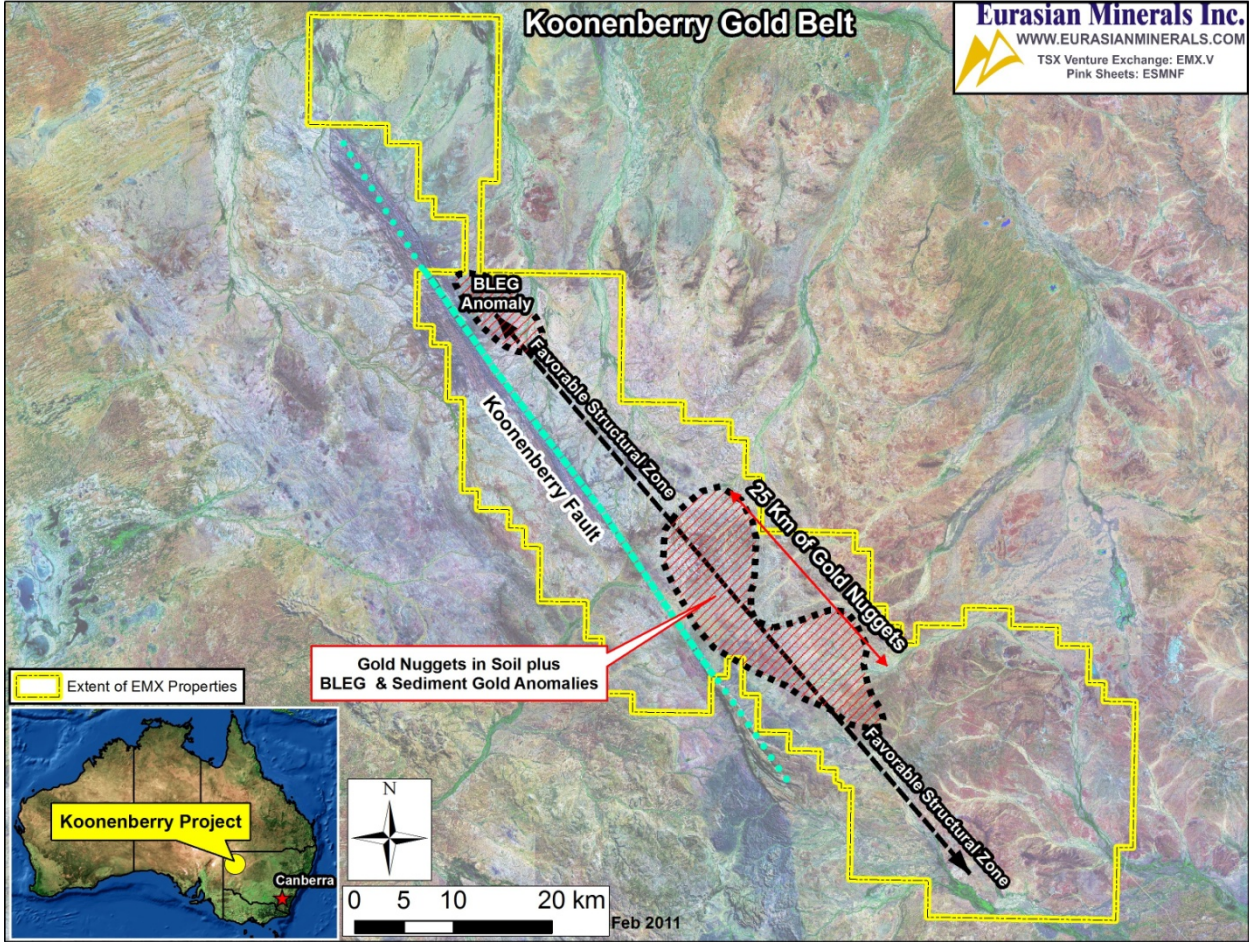 Koonenberry Gold Belt
Eurasian Minerals Inc.
WWW.EURASIANMINERALS.COM
TSX Venture Exchange: EMX.V
Pink Sheets: ESMNF
BLEG
Anomaly
Favorable Structural Zone
Koonenberry Fault
25 Km of Gold Nuggets
Gold Nuggets in Soil plus
BLEG & Sediment Gold Anomalies
Favorable Structural Zone
Extent of EMX Properties
Koonenberry Project
Canberra
N
0 5 10 20 km
Feb 2011